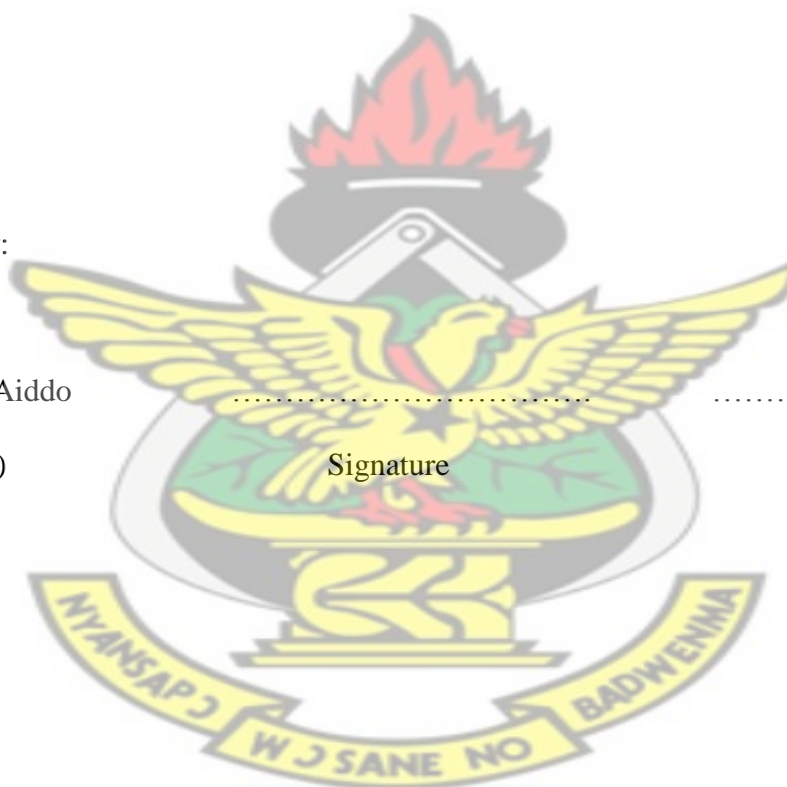 :
Aiddo ………………………………. ………
) Signature
NYANSAPƆ WƆSANE NO BADWENMA